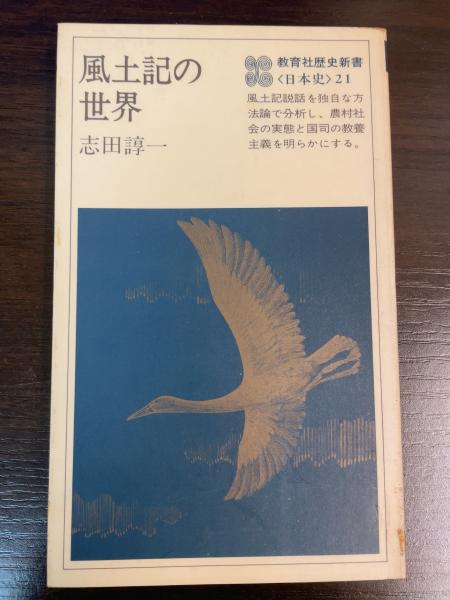 風土記の
世界
志田諄一
教育社歴史新書
〈日本史〉21
風土記説話を独自な方
法論で分析し、農村社
会の実態と国司の教養
主義を明らかにする。